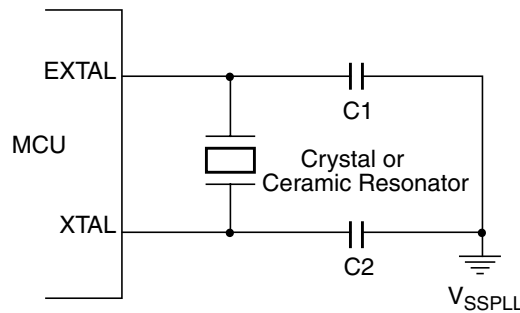 EXTAL
C1
MCU
Crystal or
Ceramic Resonator
XTAL
C2
VSSPLL